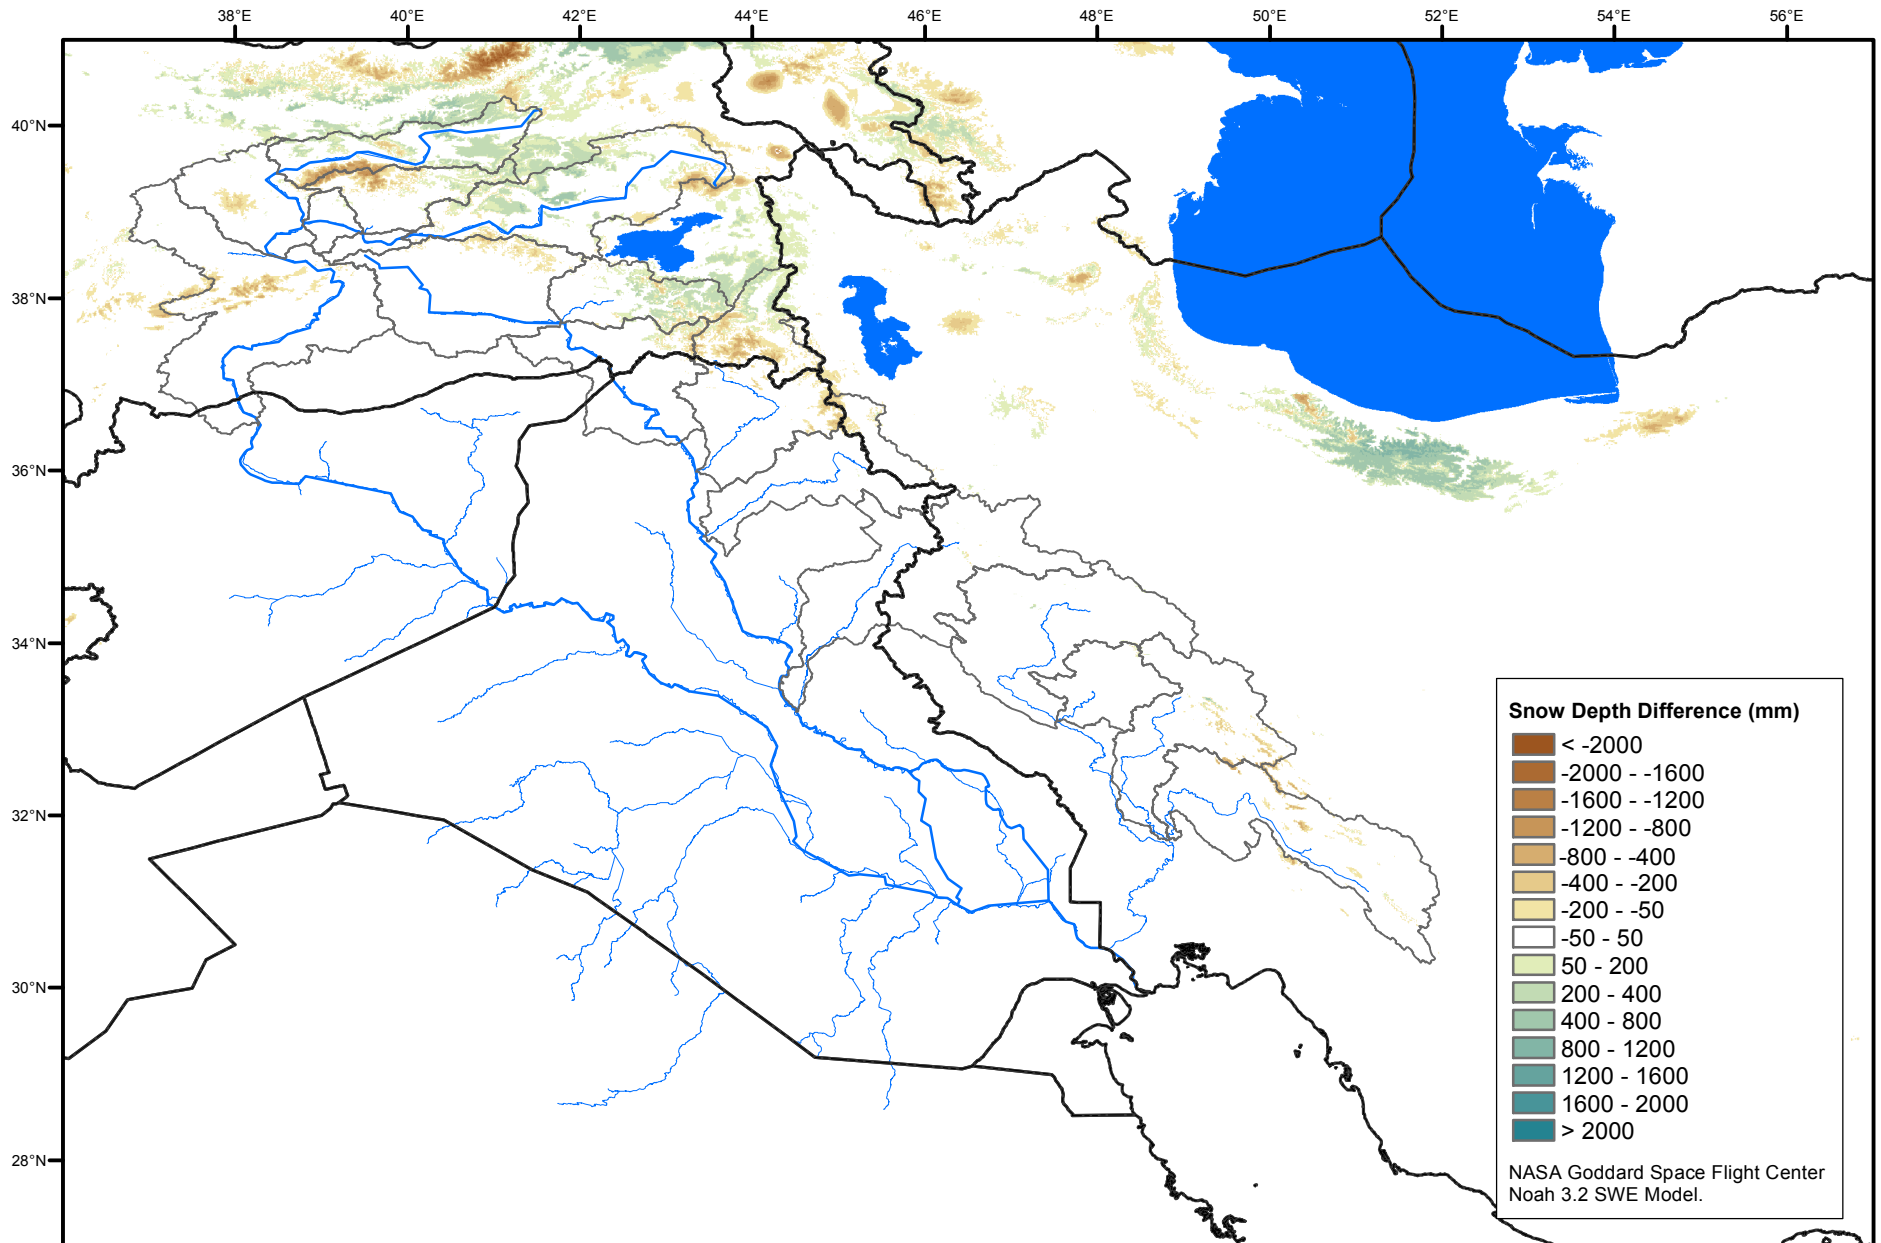 38°E 40°E 42°E 44°E 46°E 48°E 50°E 52°E 54°E 56°E
40°N
38°N
36°N
34°N
32°N
30°N
28°N
Snow Depth Difference (mm)
< -2000
-2000 - -1600
-1600 - -1200
-1200 - -800
-800 - -400
-400 - -200
-200 - -50
-50 - 50
50 - 200
200 - 400
400 - 800
800 - 1200
1200 - 1600
1600 - 2000
> 2000
NASA Goddard Space Flight Center
Noah 3.2 SWE Model.